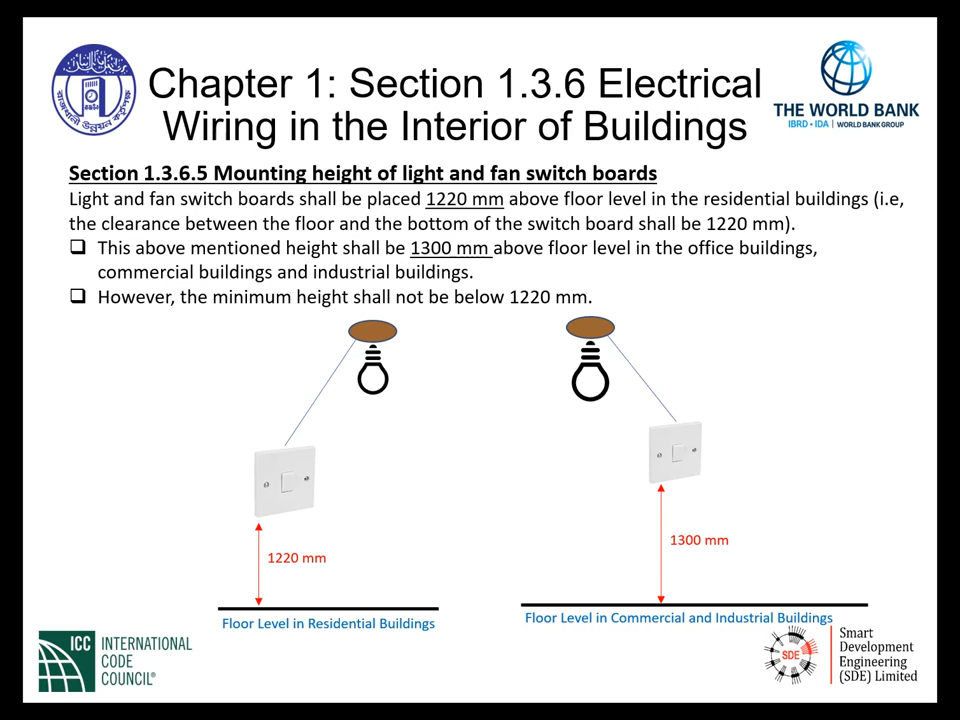 Chapter 1: Section 1.3.6 Electrical
Wiring in the Interior of Buildings
THE WORLD BANK
IBRD • IDA | WORLD BANK GROUP
Section 1.3.6.5 Mounting height of light and fan switch boards
Light and fan switch boards shall be placed 1220 mm above floor level in the residential buildings (i.e,
the clearance between the floor and the bottom of the switch board shall be 1220 mm).
❑ This above mentioned height shall be 1300 mm above floor level in the office buildings,
commercial buildings and industrial buildings.
❑ However, the minimum height shall not be below 1220 mm.
1220 mm
1300 mm
Floor Level in Residential Buildings
Floor Level in Commercial and Industrial Buildings
ICC INTERNATIONAL
CODE
COUNCIL®
SDE
Smart
Development
Engineering
(SDE) Limited